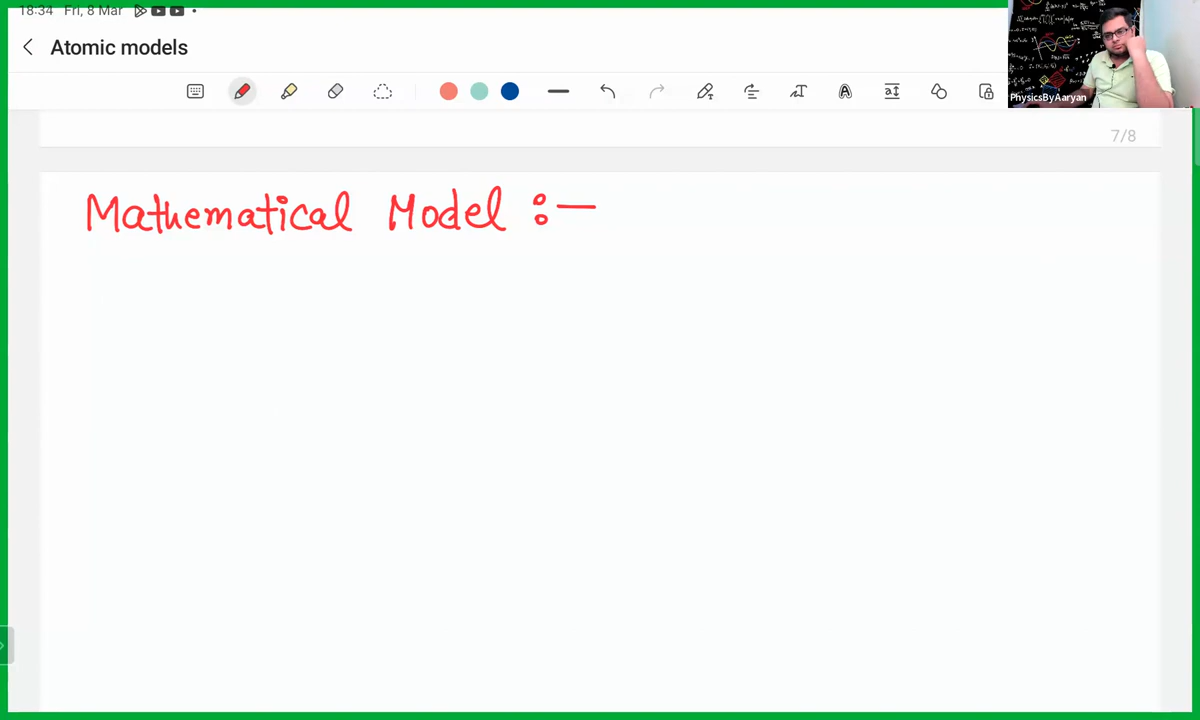 18:34 Fri, 8 Mar
Atomic models
PhysicsByAaryan
7/8
Mathematical Model :-